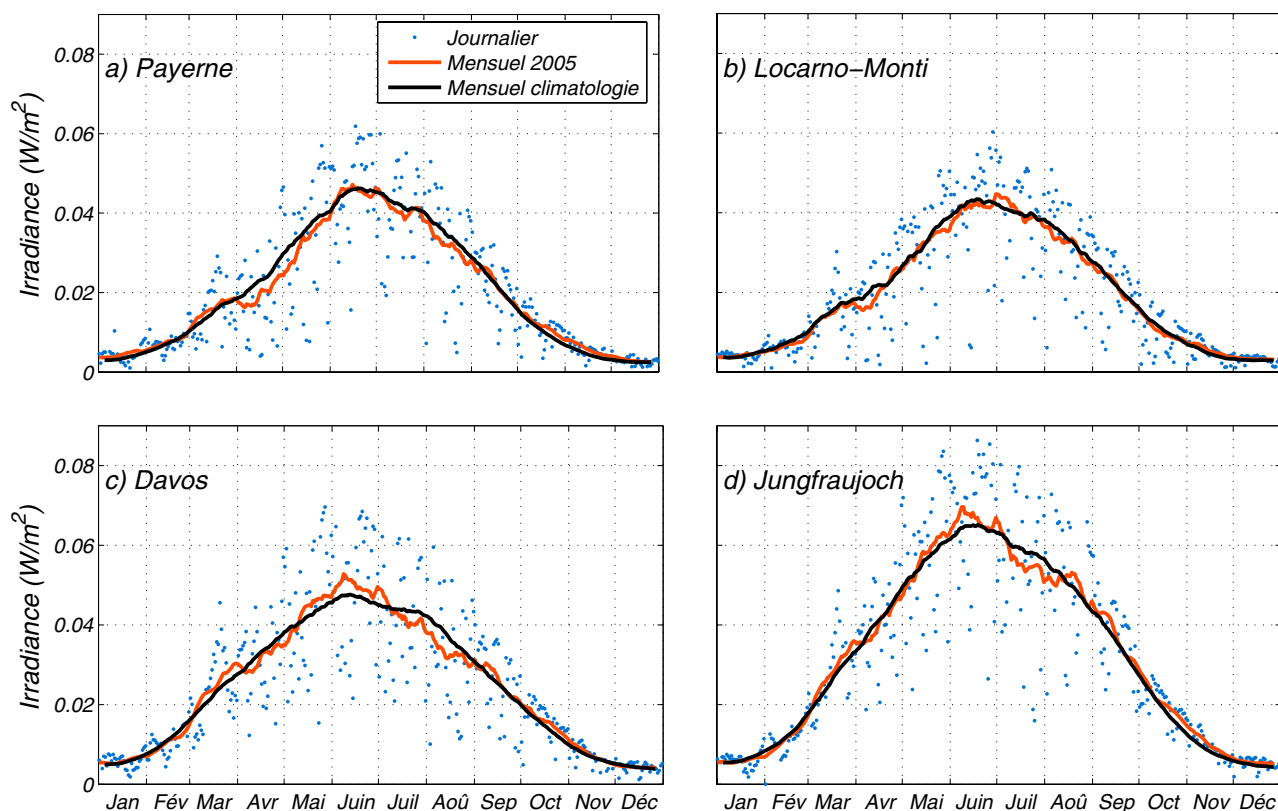 a) Payerne
Journalier
Mensuel 2005
Mensuel climatologie
b) Locarno–Monti
0.08
0.06
0.04
0.02
0
Irradiance (W/m2)
c) Davos
d) Jungfraujoch
0.08
0.06
0.04
0.02
0
Irradiance (W/m2)
Jan Fév Mar Avr Mai Juin Juil Aoû Sep Oct Nov Déc
Jan Fév Mar Avr Mai Juin Juil Aoû Sep Oct Nov Déc